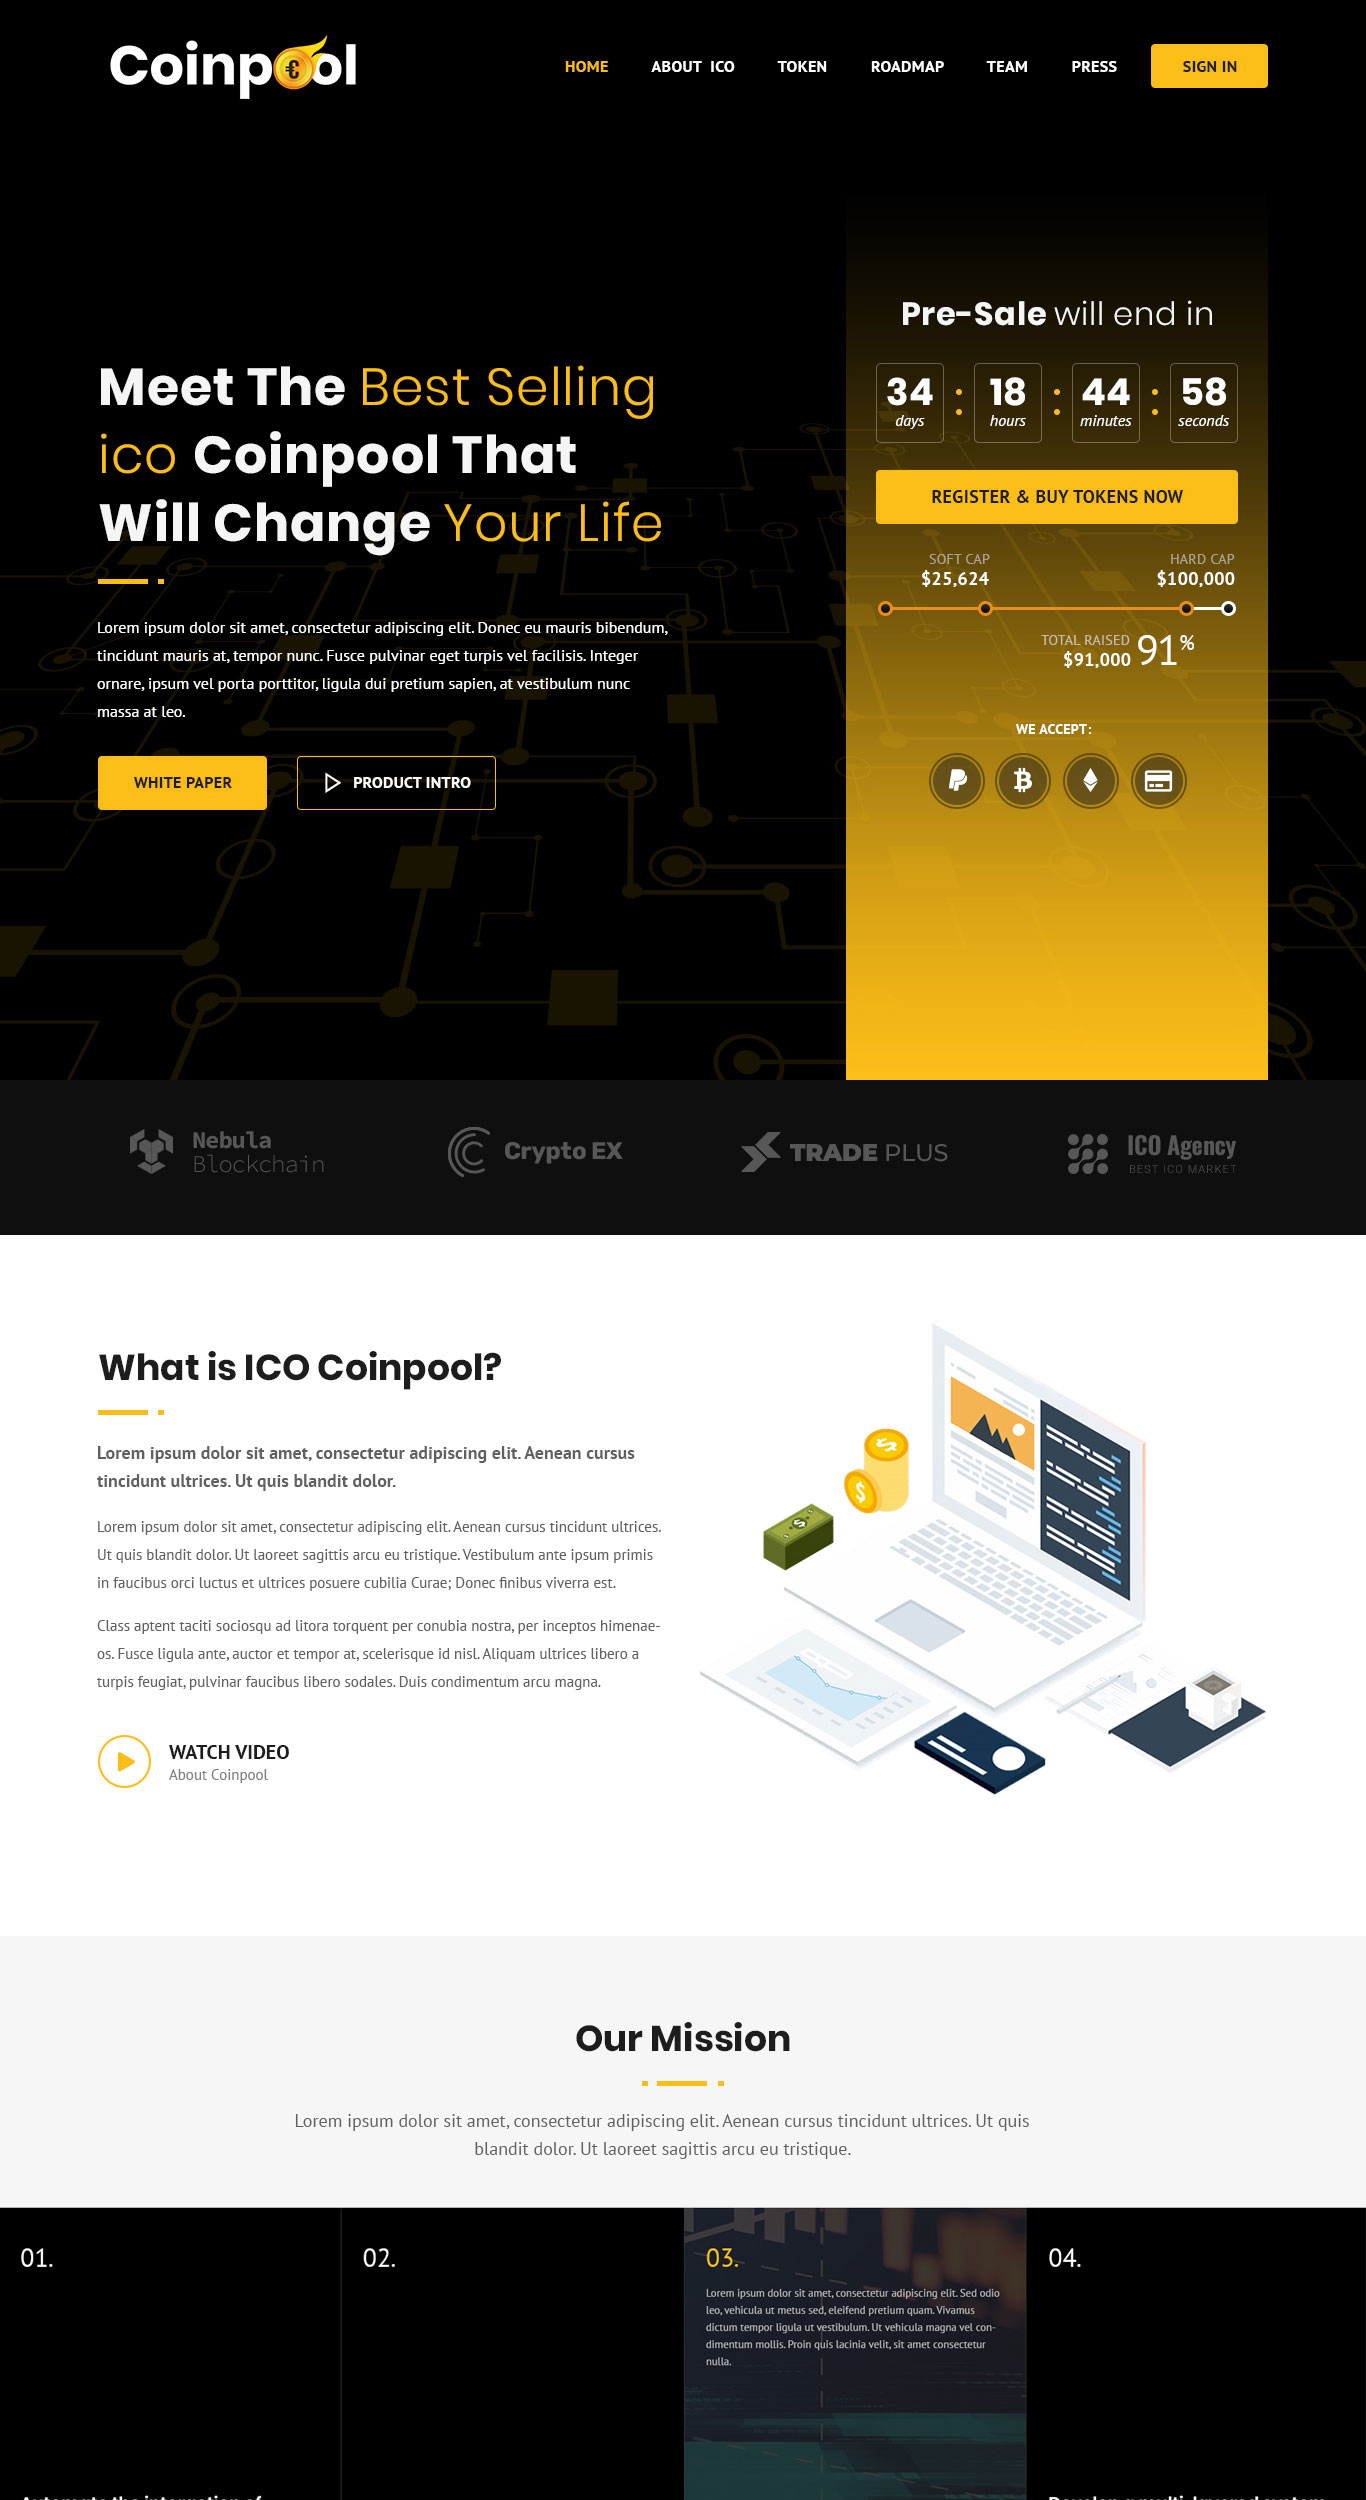 Coinpool
HOME ABOUT ICO TOKEN ROADMAP TEAM PRESS SIGN IN
Meet The Best Selling
ico Coinpool That
Will Change Your Life
Lorem ipsum dolor sit amet, consectetur adipiscing elit. Donec eu mauris bibendum,
tincidunt mauris at, tempor nunc. Fusce pulvinar eget turpis vel facilisis. Integer
ornare, ipsum vel porta porttitor, ligula dui pretium sapien, at vestibulum nunc
massa at leo.
WHITE PAPER
PRODUCT INTRO
Pre-Sale will end in
34 : 18 : 44 : 58
days hours minutes seconds
REGISTER & BUY TOKENS NOW
SOFT CAP HARD CAP
$25,624 $100,000
TOTAL RAISED
$91,000 91%
WE ACCEPT:
Nebula
Blockchain
Crypto EX
TRADE PLUS
ICO Agency
BEST ICO MARKET
What is ICO Coinpool?
Lorem ipsum dolor sit amet, consectetur adipiscing elit. Aenean cursus
tincidunt ultrices. Ut quis blandit dolor.
Lorem ipsum dolor sit amet, consectetur adipiscing elit. Aenean cursus tincidunt ultrices.
Ut quis blandit dolor. Ut laoreet sagittis arcu eu tristique. Vestibulum ante ipsum primis
in faucibus orci luctus et ultrices posuere cubilia Curae; Donec finibus viverra est.
Class aptent taciti sociosqu ad litora torquent per conubia nostra, per inceptos himenae-
os. Fusce ligula ante, auctor et tempor at, scelerisque id nisl. Aliquam ultrices libero a
turpis feugiat, pulvinar faucibus libero sodales. Duis condimentum arcu magna.
WATCH VIDEO
About Coinpool
Our Mission
Lorem ipsum dolor sit amet, consectetur adipiscing elit. Aenean cursus tincidunt ultrices. Ut quis
blandit dolor. Ut laoreet sagittis arcu eu tristique.
01.
02.
03.
Lorem ipsum dolor sit amet, consectetur adipiscing elit. Sed odio
leo, vehicula ut metus sed, eleifend pretium quam. Vivamus
dictum tempor ligula ut vestibulum. Ut vehicula magna vel con-
dimentum mollis. Proin quis lacinia velit, sit amet consectetur
nulla.
04.